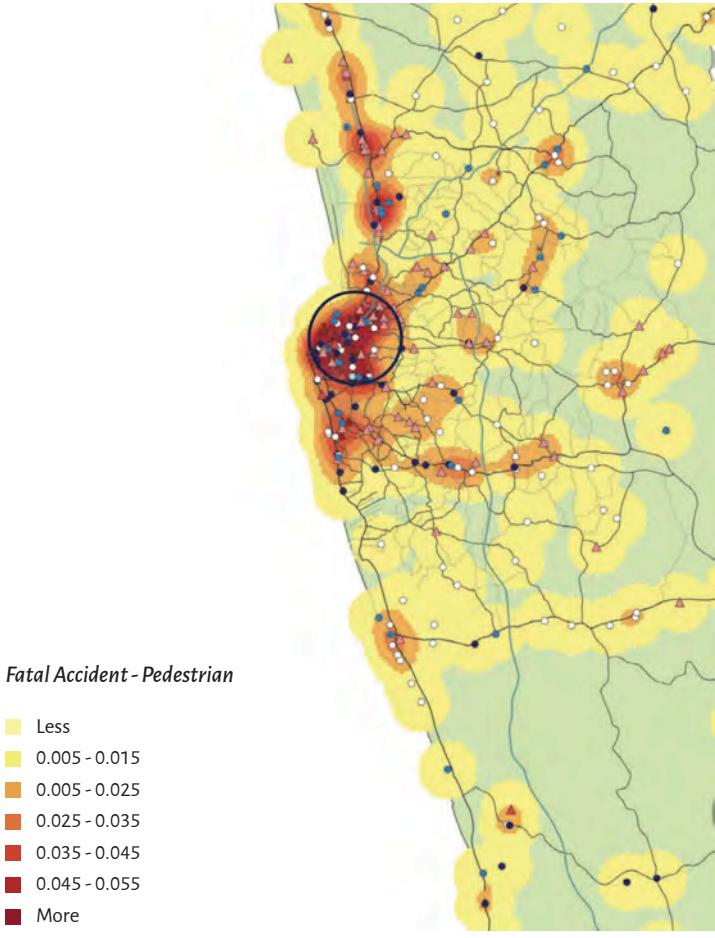 Fatal Accident - Pedestrian
Less
0.005 - 0.015
0.005 - 0.025
0.025 - 0.035
0.035 - 0.045
0.045 - 0.055
More